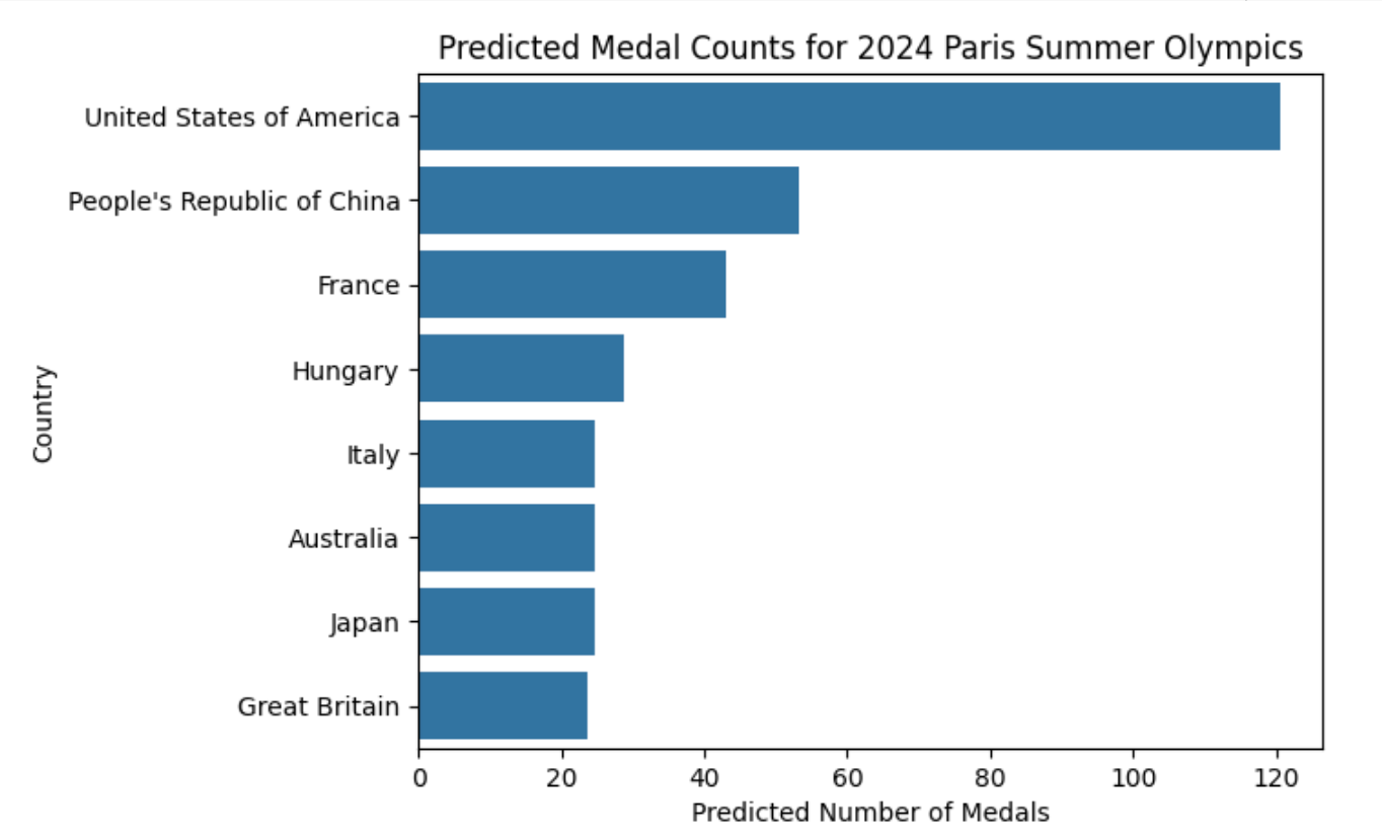 Predicted Medal Counts for 2024 Paris Summer Olympics
United States of America
People's Republic of China
France
Hungary
Italy
Australia
Japan
Great Britain
Country
0 20 40 60 80 100 120
Predicted Number of Medals